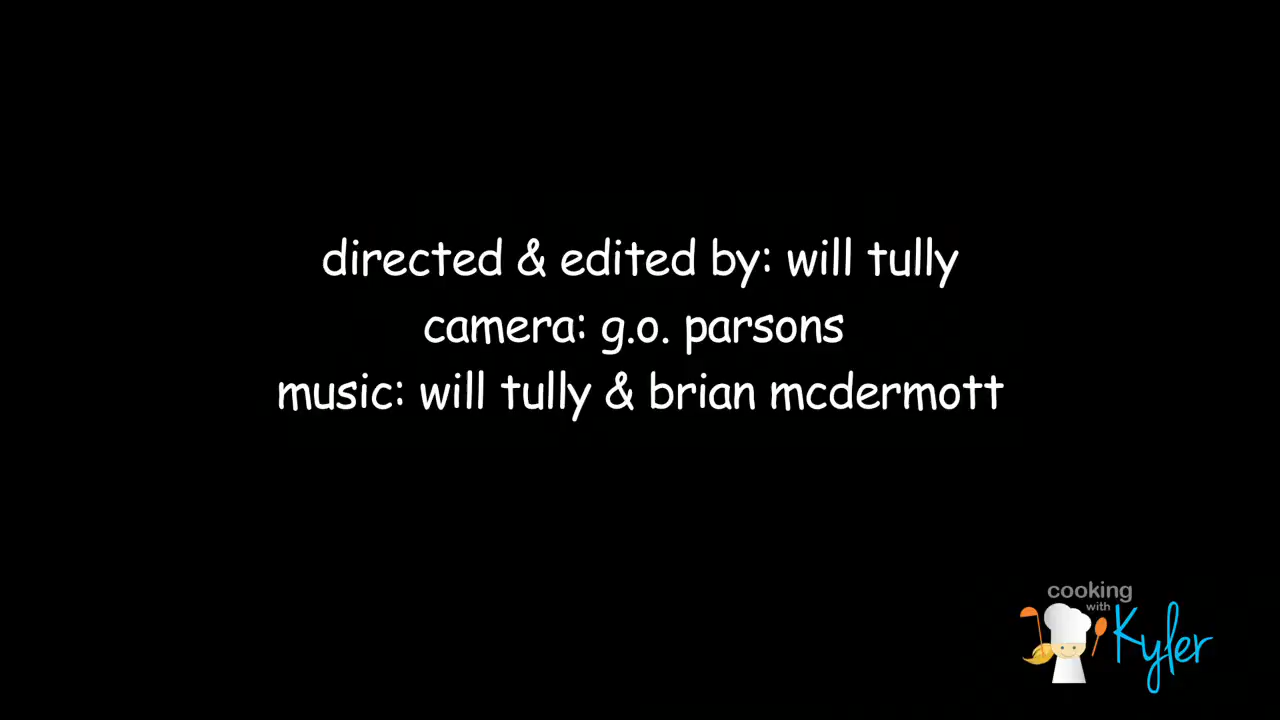 directed & edited by: will tully
camera: g.o. parsons
music: will tully & brian mcdermott
cooking
with
Kyler